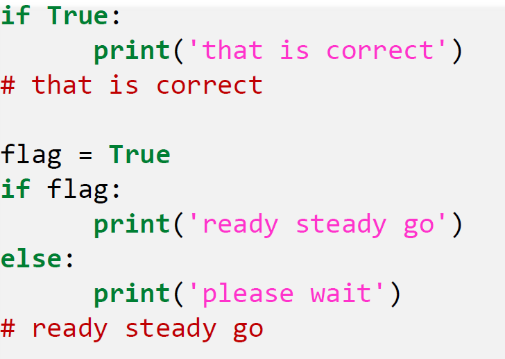 if True:
      print('that is correct')
# that is correct

flag = True
if flag:
      print('ready steady go')
else:
      print('please wait')
# ready steady go